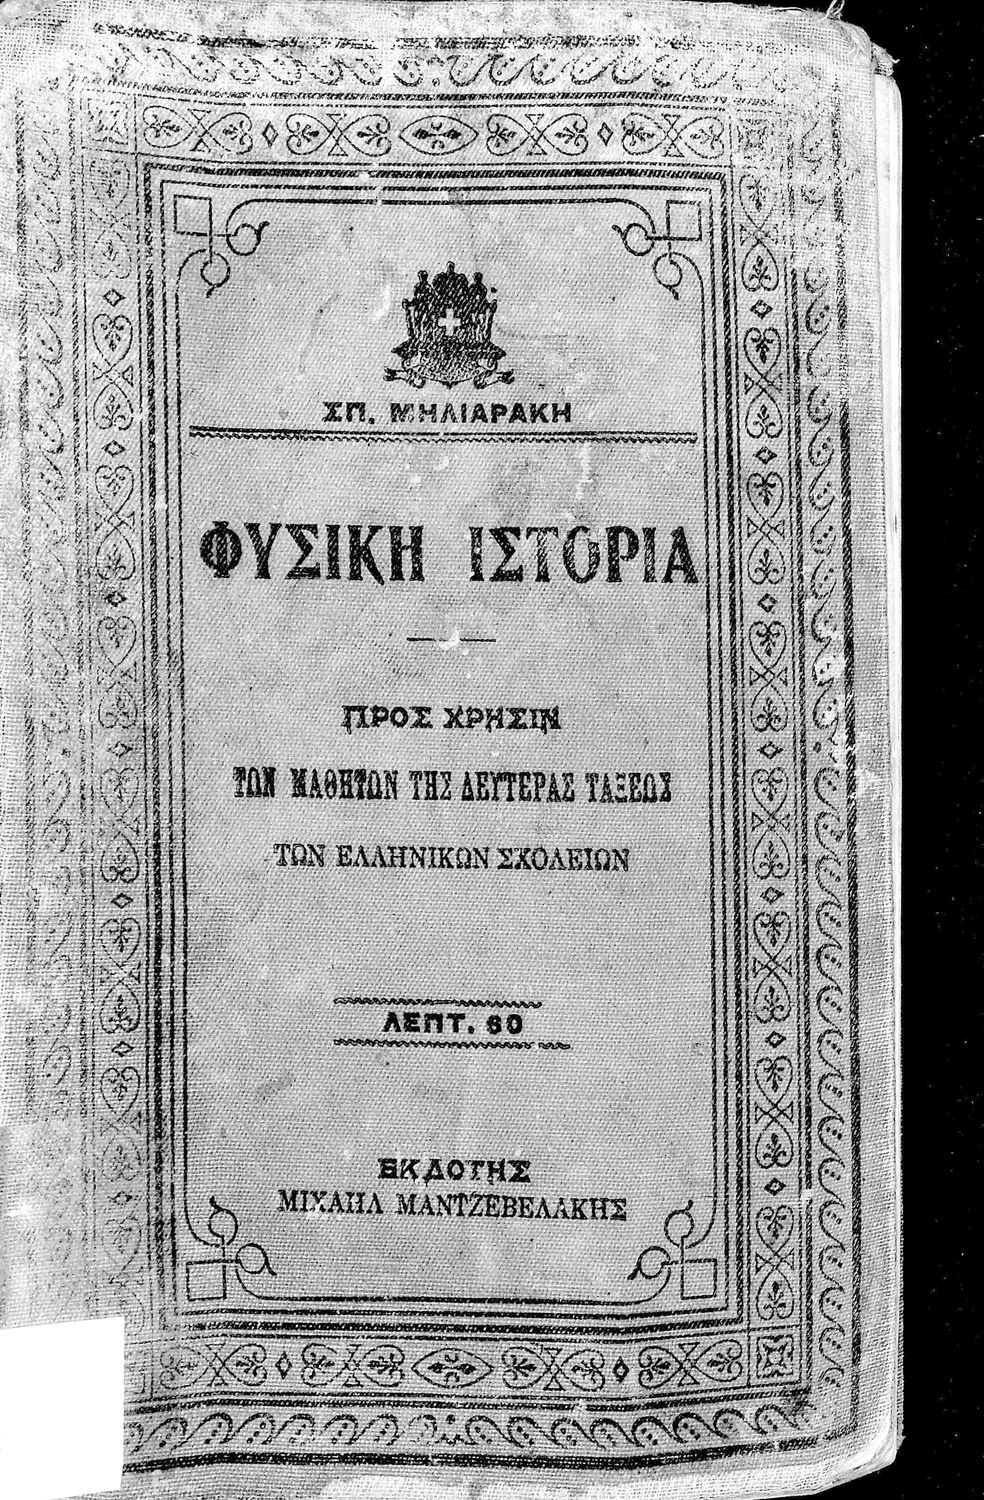 ΣΠ. ΜΗΛΙΑΡΑΚΗ
ΦΥΣΙΚΗ ΙΣΤΟΡΙΑ
ΠΡΟΣ ΧΡΗΣΙΝ
ΤΩΝ ΜΑΘΗΤΩΝ ΤΗΣ ΔΕΥΤΕΡΑΣ ΤΑΞΕΩΣ
ΤΩΝ ΕΛΛΗΝΙΚΩΝ ΣΧΟΛΕΙΩΝ
ΛΕΠΤ. 60
ΕΚΔΟΤΗΣ
ΜΙΧΑΗΛ ΜΑΝΤΖΕΒΕΛΑΚΗΣ